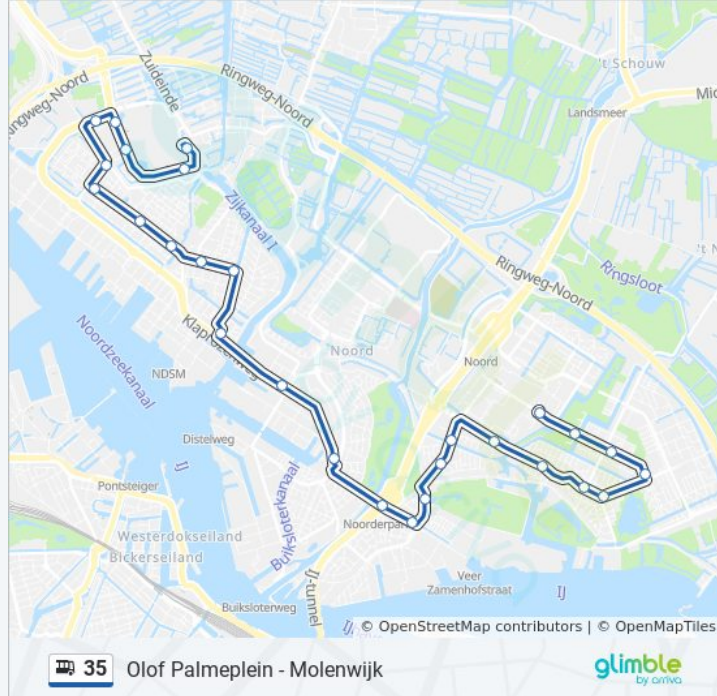 't Schouw
Zuideinde
Ringweg-Noord
Ringweg-Noord
Landsmeer
Zijkanaal I
Ringsloot
Ringweg-Noord
Noordzeekanaal
Klaprozenweg
Noord
Noord
NDSM
Distelweg
IJ
Pontsteiger
Buiksloterkanaal
Noorderpark
Westerdokseiland
Bickerseiland
IJ-tunnel
Veer
Zamenhofstraat
IJ
Buiksloterweg
© OpenStreetMap contributors | © OpenMapTiles
35 Olof Palmeplein - Molenwijk
glimble
by arriva